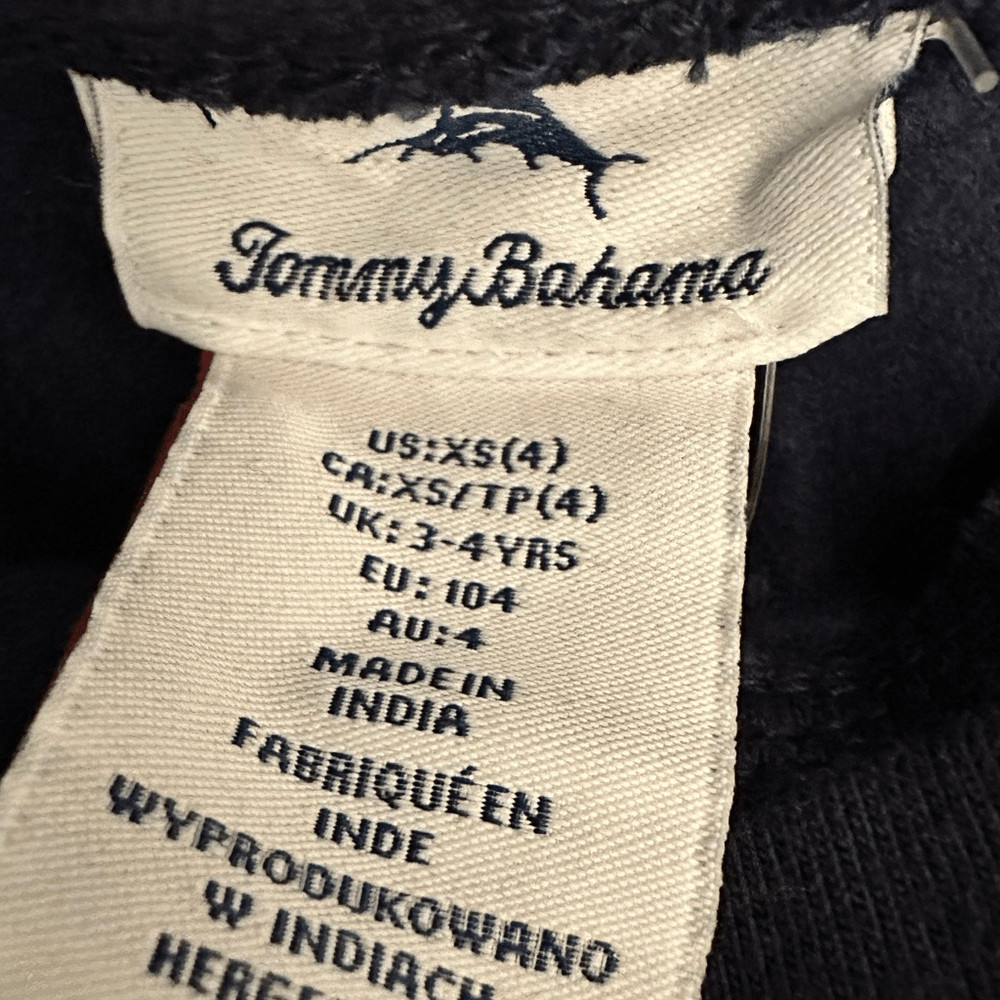 Tommy Bahama
US:XS(4)
CA:XS/TP(4)
UK: 3-4YRS
EU: 104
AU:4
MADE IN
INDIA
FABRIQUÉ EN
INDE
WYPRODUKOWANO
W INDIACH